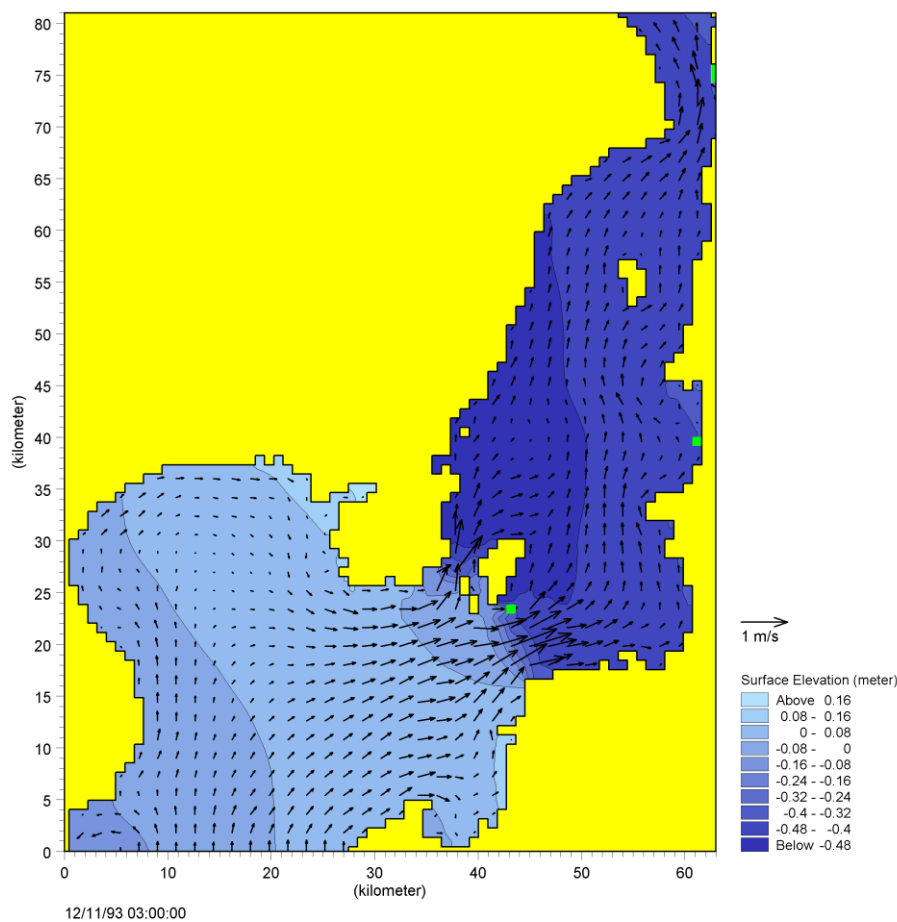 80
75
70
65
60
55
50
45
40
35
30
25
20
15
10
5
0
(kilometer)
0 10 20 30 40 50 60
(kilometer)
12/11/93 03:00:00
1 m/s
Surface Elevation (meter)
Above 0.16
0.08 - 0.16
0 - 0.08
-0.08 - 0
-0.16 - -0.08
-0.24 - -0.16
-0.32 - -0.24
-0.4 - -0.32
-0.48 - -0.4
Below -0.48